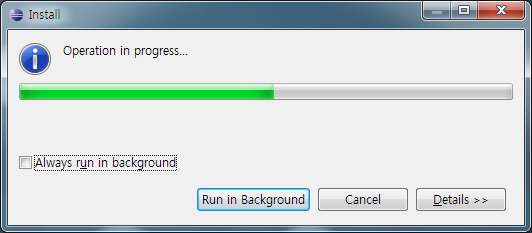 Install
Operation in progress...
Always run in background
Run in Background
Cancel
Details >>